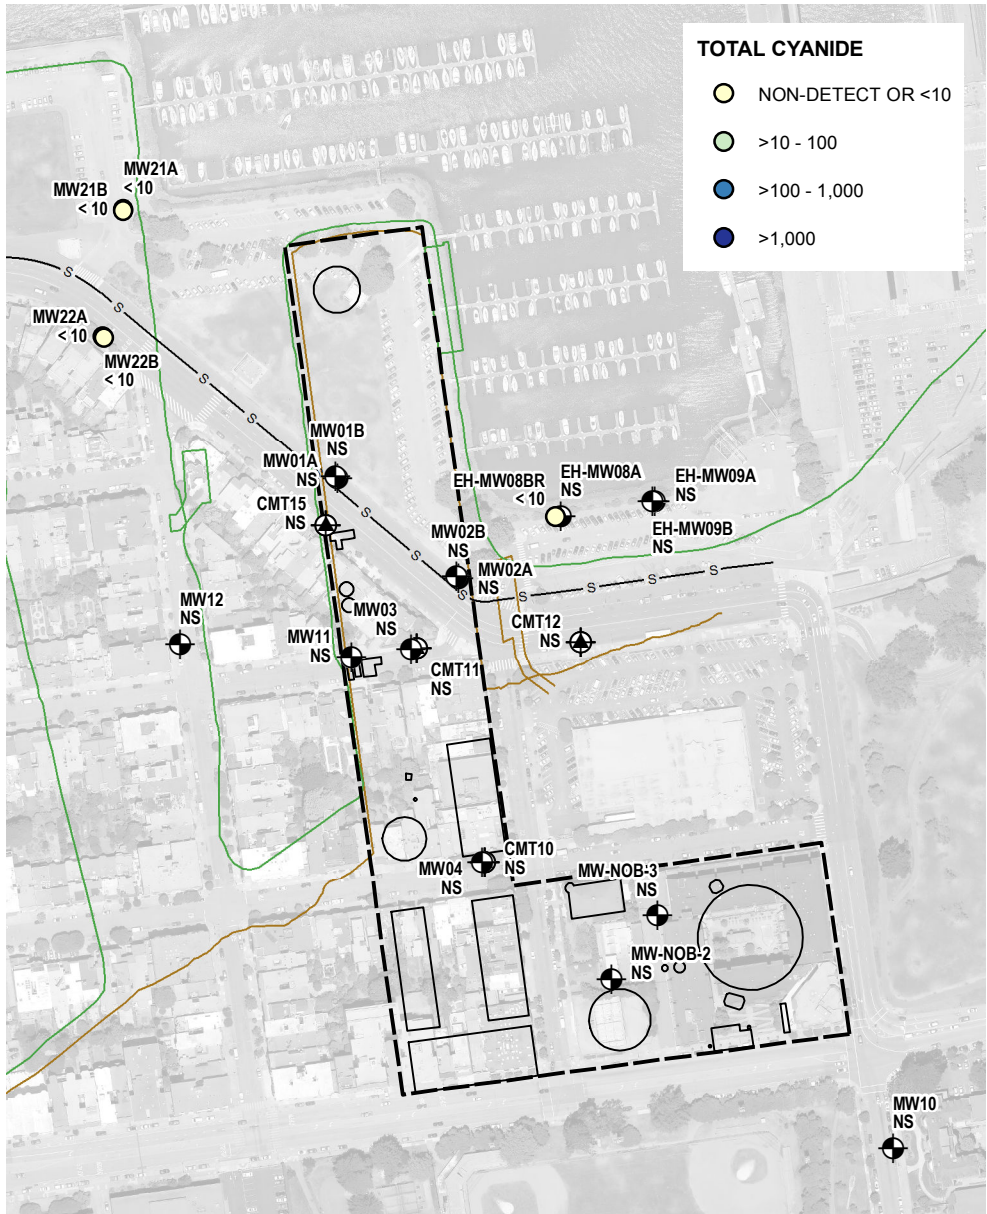 TOTAL CYANIDE
NON-DETECT OR <10
>10 - 100
>100 - 1,000
>1,000
MW21A
< 10
MW21B
< 10
MW22A
< 10
MW22B
< 10
S
S
S
S
S
S
S
S
S
S
S
MW01B
NS
MW01A
NS
CMT15
NS
EH-MW08BR
< 10
EH-MW08A
NS
EH-MW09A
NS
EH-MW09B
NS
MW02B
NS
MW02A
NS
MW12
NS
MW03
NS
MW11
NS
CMT11
NS
CMT12
NS
CMT10
NS
MW04
NS
MW-NOB-3
NS
MW-NOB-2
NS
MW10
NS